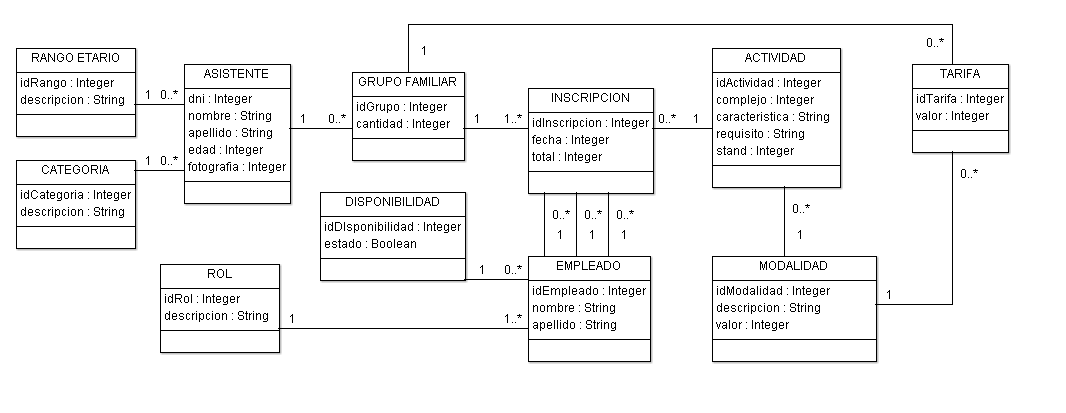 1
0..*
RANGO ETARIO
idRango : Integer
descripcion : String
1 0..*
CATEGORIA
idCategoria : Integer
descripcion : String
1 0..*
ASISTENTE
dni : Integer
nombre : String
apellido : String
edad : Integer
fotografia : Integer
1 0..*
GRUPO FAMILIAR
idGrupo : Integer
cantidad : Integer
1 1..*
INSCRIPCION
idInscripcion : Integer
fecha : Integer
total : Integer
0..* 1
ACTIVIDAD
idActividad : Integer
complejo : Integer
caracteristica : String
requisito : String
stand : Integer
TARIFA
idTarifa : Integer
valor : Integer
0..*
0..* 0..* 0..*
1 1 1
0..*
1
DISPONIBILIDAD
idDIsponibilidad : Integer
estado : Boolean
1 0..*
ROL
idRol : Integer
descripcion : String
1 1..*
EMPLEADO
idEmpleado : Integer
nombre : String
apellido : String
MODALIDAD
idModalidad : Integer
descripcion : String
valor : Integer
1